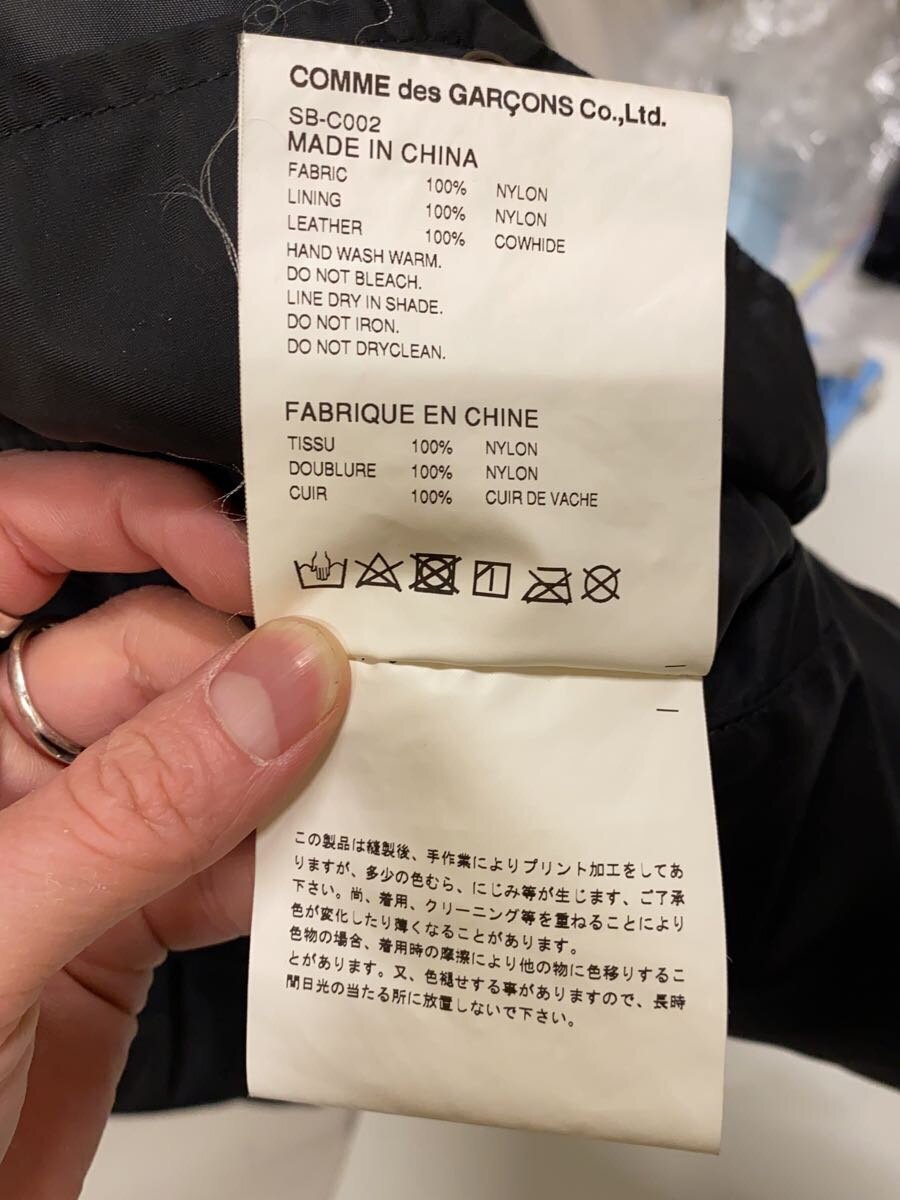 COMME des GARÇONS Co.,Ltd.
SB-C002
MADE IN CHINA
FABRIC 100% NYLON
LINING 100% NYLON
LEATHER 100% COWHIDE
HAND WASH WARM.
DO NOT BLEACH.
LINE DRY IN SHADE.
DO NOT IRON.
DO NOT DRYCLEAN.
FABRIQUE EN CHINE
TISSU 100% NYLON
DOUBLURE 100% NYLON
CUIR 100% CUIR DE VACHE
この製品は縫製後、手作業によりプリント加工をしてあ
りますが、多少の色むら、にじみ等が生じます、ご了承
下さい。尚、着用、クリーニング等を重ねることにより
色が変化したり薄くなることがあります。
色物の場合、着用時の摩擦により他の物に色移りするこ
とがあります。又、色褪せする事がありますので、長時
間日光の当たる所に放置しないで下さい。